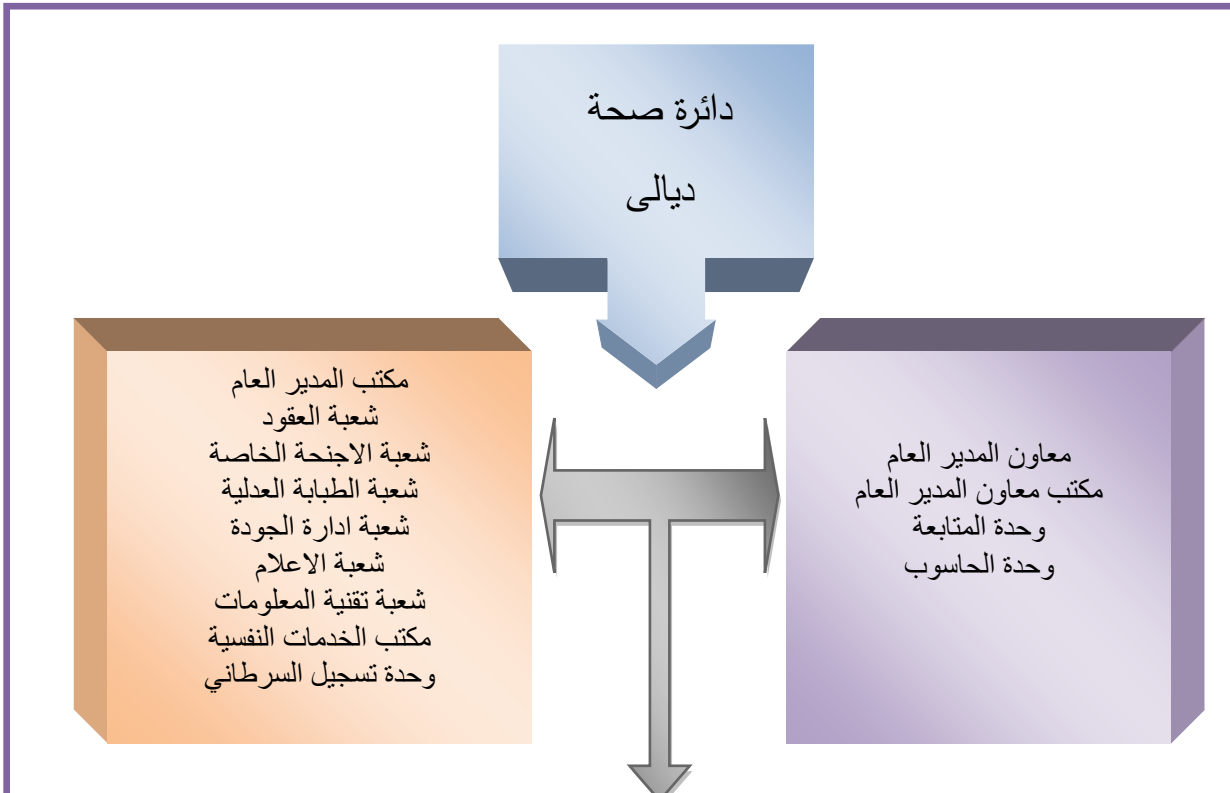 دائرة صحة
ديالى
معاون المدير العام
مكتب معاون المدير العام
وحدة المتابعة
وحدة الحاسوب
مكتب المدير العام
شعبة العقود
شعبة الاجنحة الخاصة
شعبة الطبابة العدلية
شعبة ادارة الجودة
شعبة الاعلام
شعبة تقنية المعلومات
مكتب الخدمات النفسية
وحدة تسجيل السرطاني